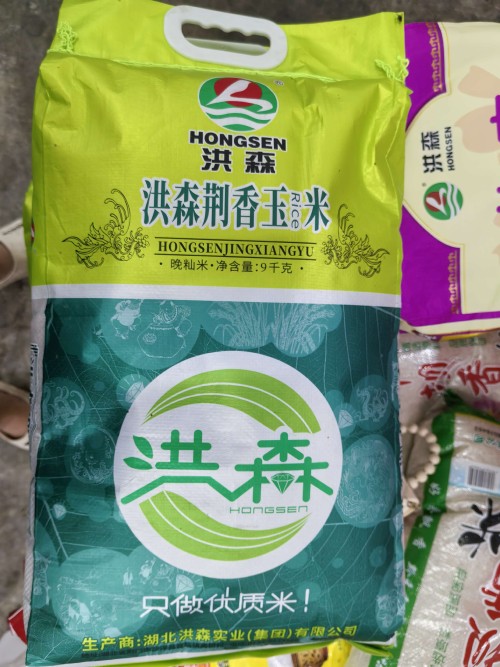 HONGSEN
洪森
洪森荆香玉米
Rice
HONGSENJINGXIANGYU
·晚籼米·净含量:9千克·
洪森
HONGSEN
只做优质米!
生产商:湖北洪森实业(集团)有限公司
洪森
HONGSEN
香
米